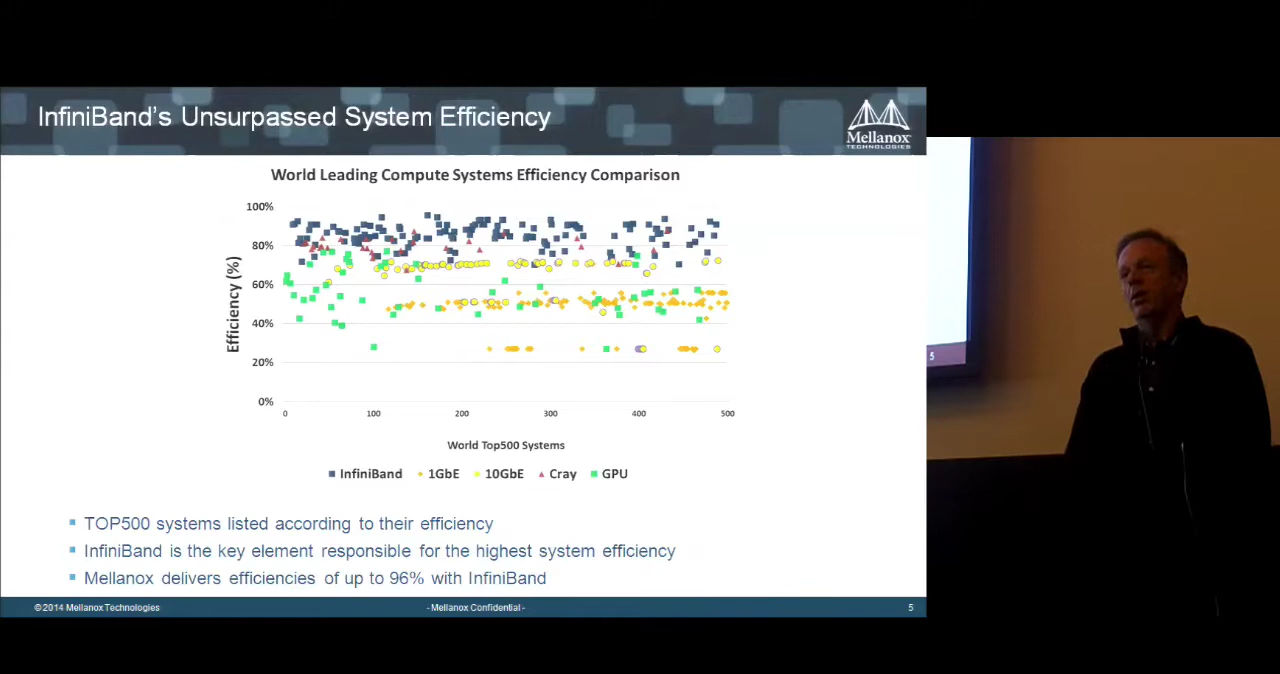 InfiniBand's Unsurpassed System Efficiency
Mellanox
TECHNOLOGIES
World Leading Compute Systems Efficiency Comparison
100%
80%
60%
40%
20%
0%
Efficiency (%)
0 100 200 300 400 500
World Top500 Systems
InfiniBand 1GbE 10GbE Cray GPU
TOP500 systems listed according to their efficiency
InfiniBand is the key element responsible for the highest system efficiency
Mellanox delivers efficiencies of up to 96% with InfiniBand
© 2014 Mellanox Technologies - Mellanox Confidential - 5
5